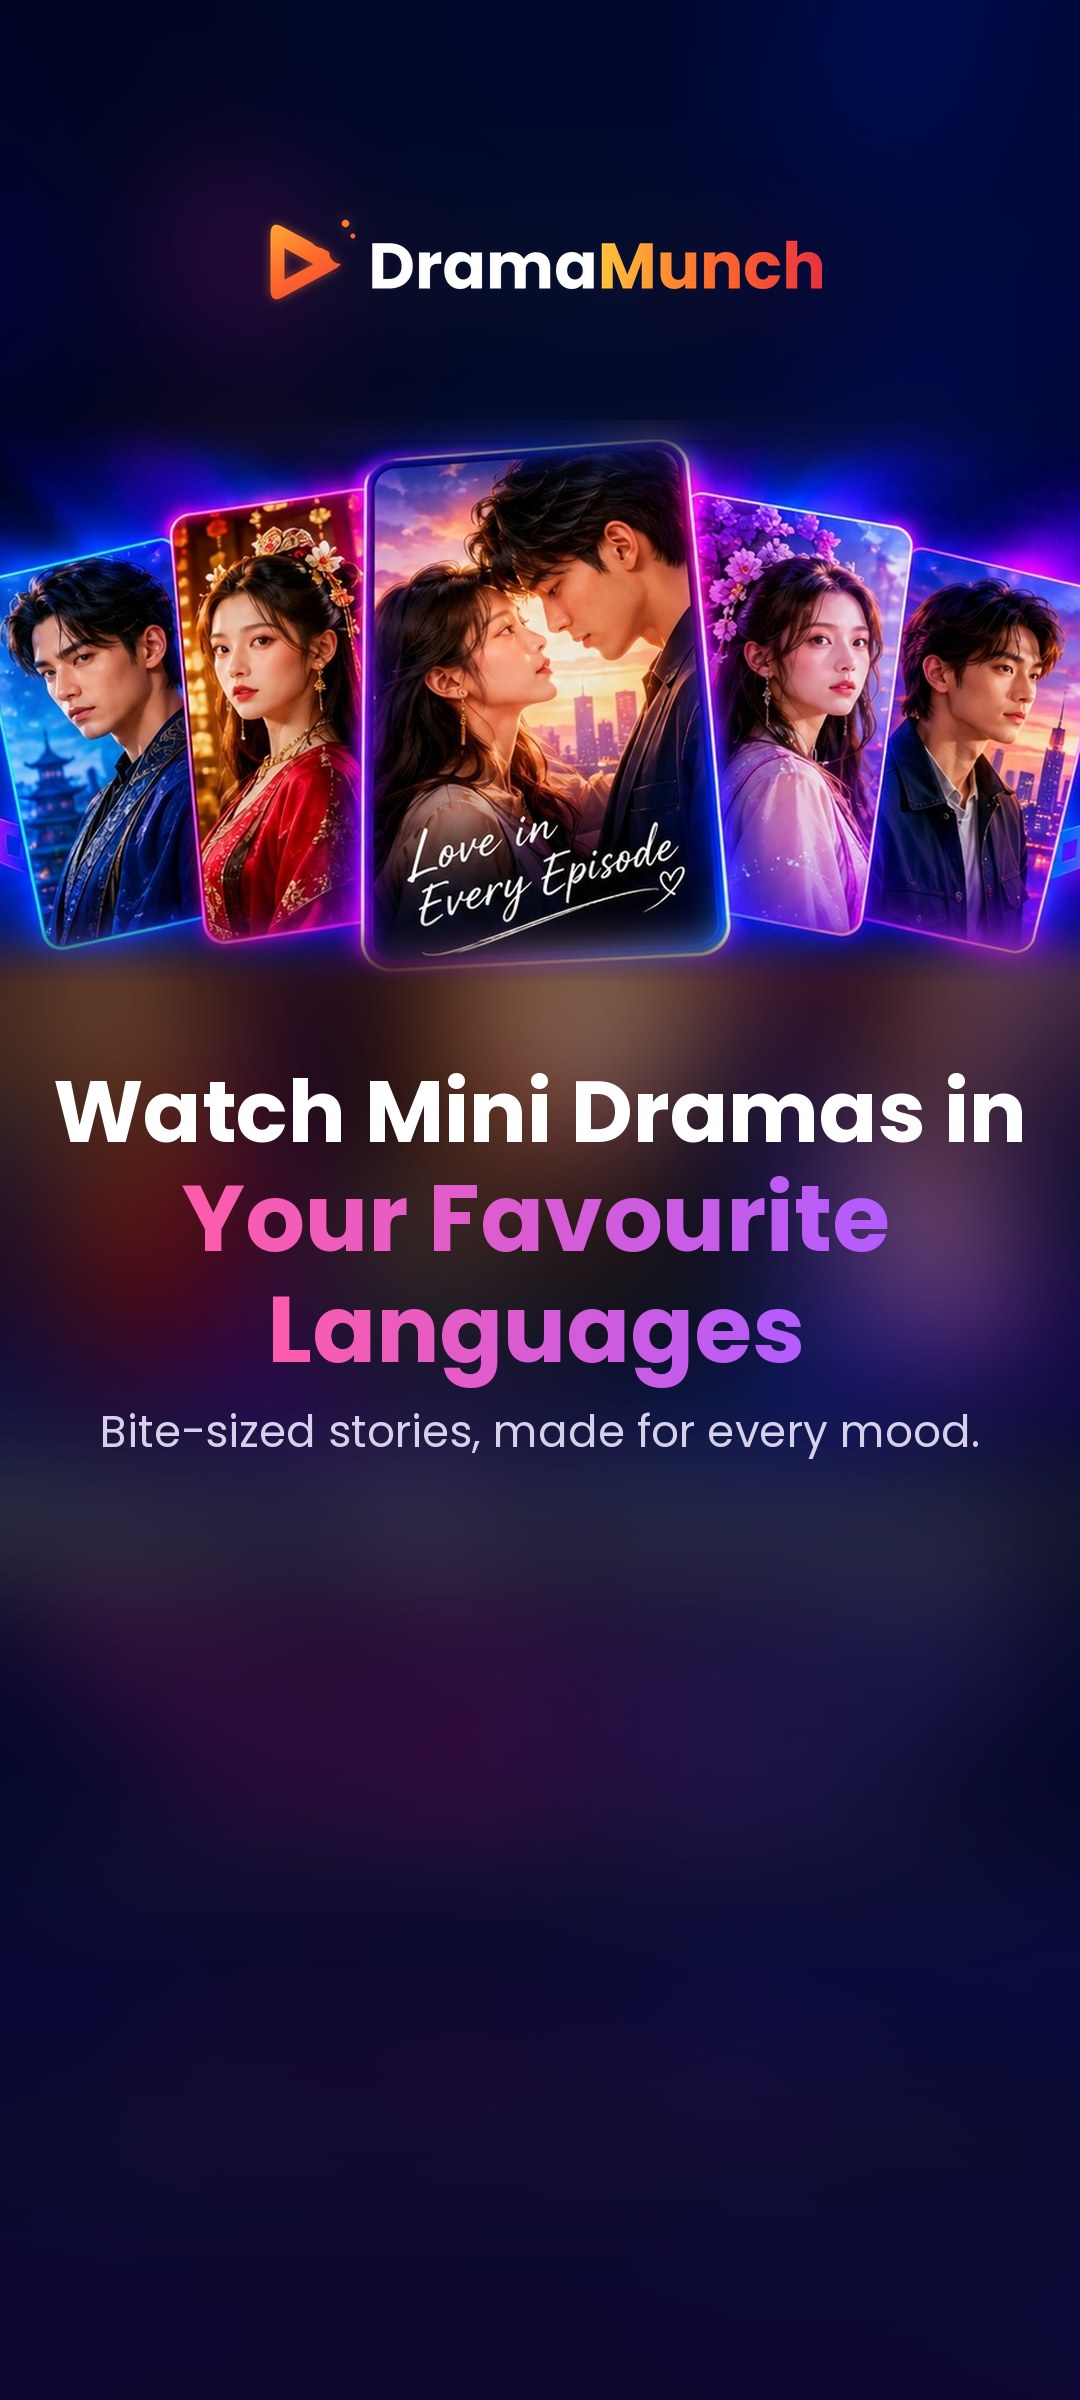 DramaMunch
Love in
Every Episode
Watch Mini Dramas in
Your Favourite
Languages
Bite-sized stories, made for every mood.